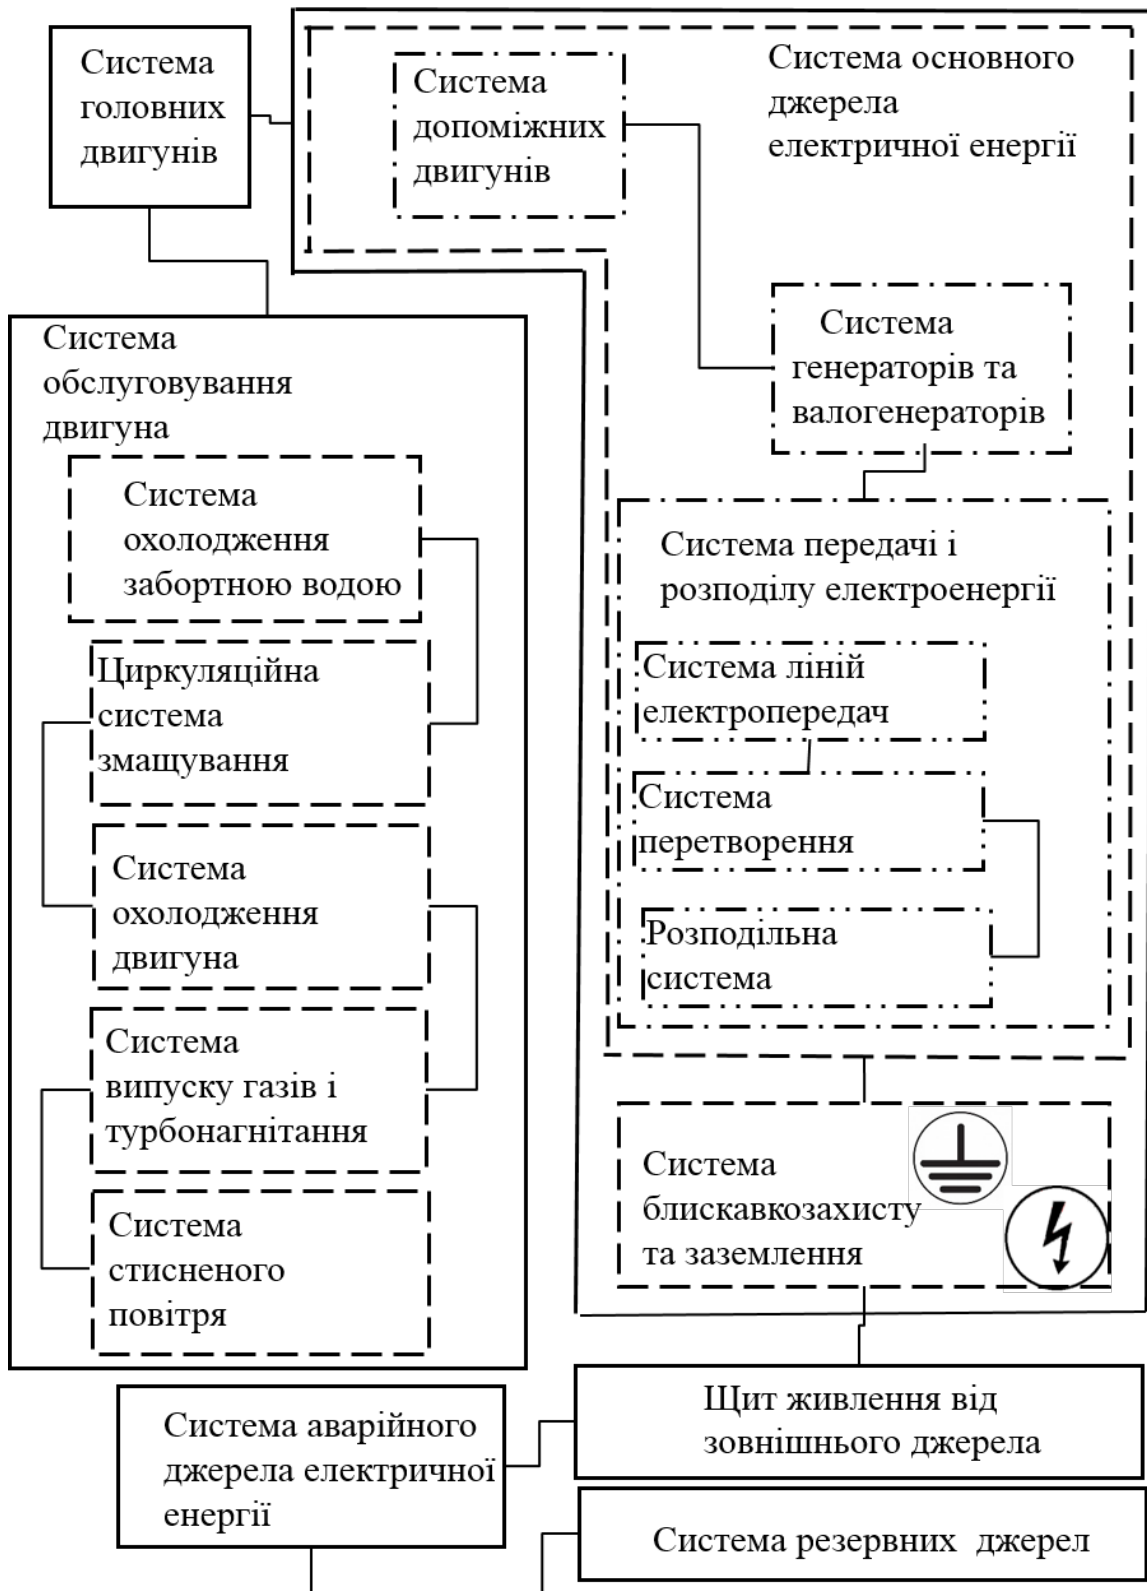 Система
головних
двигунів
Система
допоміжних
двигунів
Система основного
джерела
електричної енергії
Система
генераторів та
валогенераторів
Система
обслуговування
двигуна
Система
охолодження
забортною водою
Циркуляційна
система
змащування
Система
охолодження
двигуна
Система
випуску газів і
турбонагнітання
Система
стисненого
повітря
Система передачі і
розподілу електроенергії
Система ліній
електропередач
Система
перетворення
Розподільна
система
Система
блискавкозахисту
та заземлення
Щит живлення від
зовнішнього джерела
Система аварійного
джерела електричної
енергії
Система резервних джерел